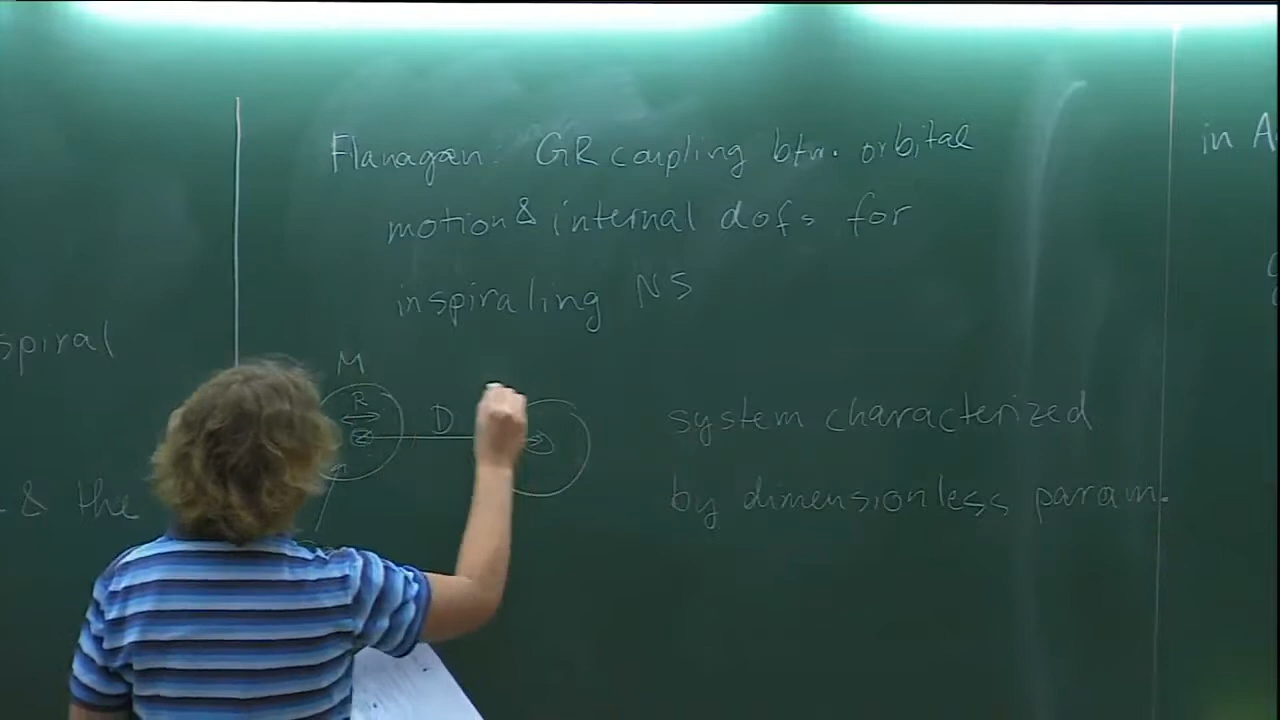 Flanagan: GR coupling btw. orbital
motion & internal dofs for
inspiraling NS
spiral
M
R
D
system characterized
& the
by dimensionless param.
in A